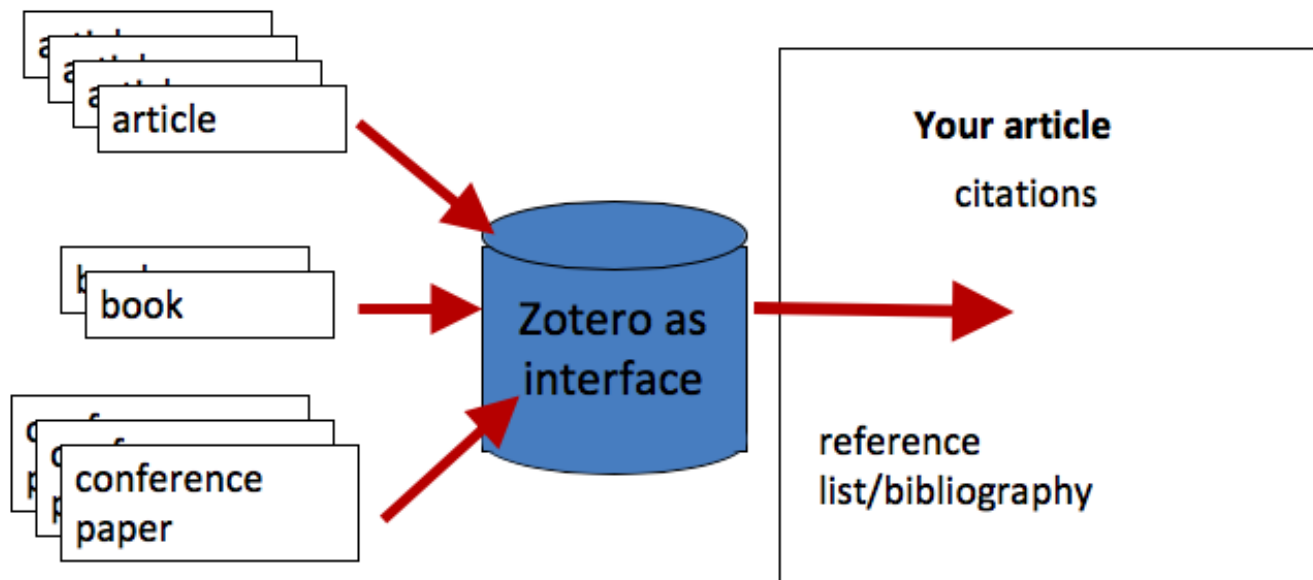 article
book
conference
paper
Zotero as
interface
Your article
citations
reference
list/bibliography